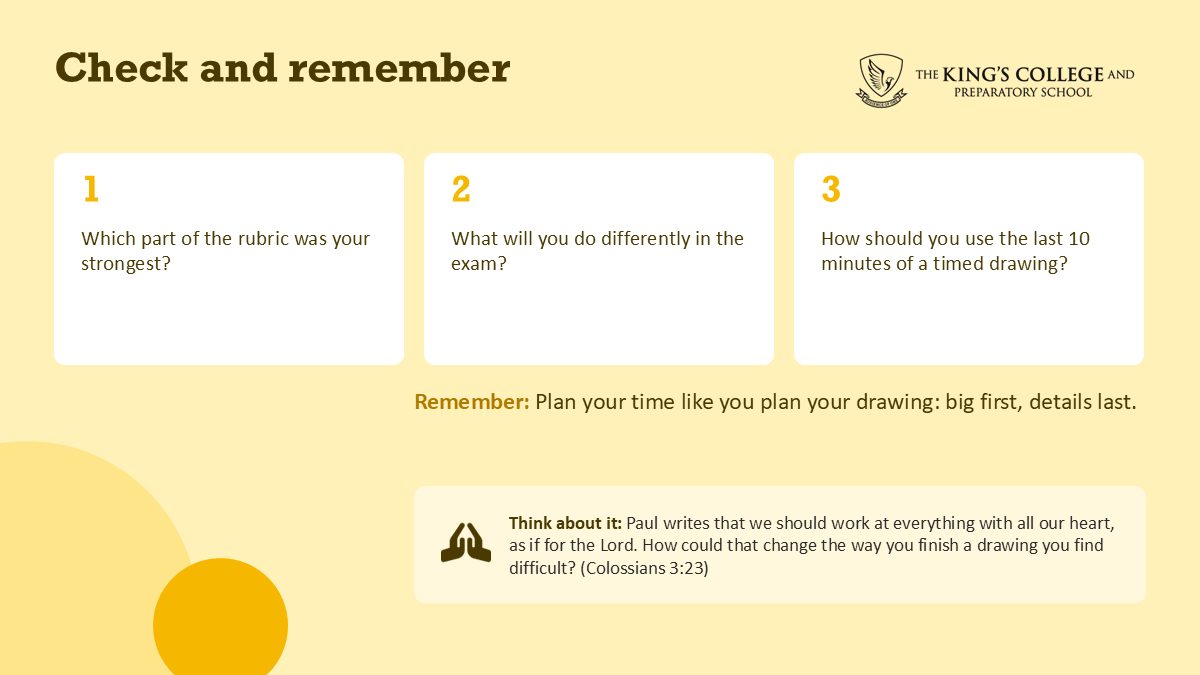 Check and remember
THE KING'S COLLEGE AND
PREPARATORY SCHOOL
1
Which part of the rubric was your
strongest?
2
What will you do differently in the
exam?
3
How should you use the last 10
minutes of a timed drawing?
Remember: Plan your time like you plan your drawing: big first, details last.
Think about it: Paul writes that we should work at everything with all our heart,
as if for the Lord. How could that change the way you finish a drawing you find
difficult? (Colossians 3:23)